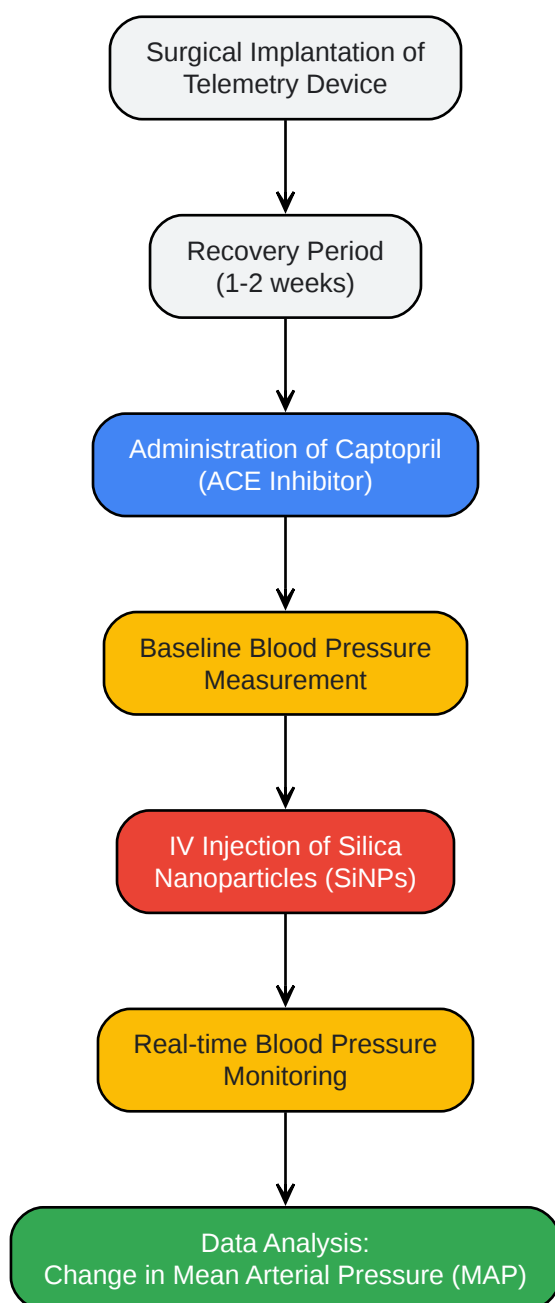 Surgical Implantation of
Telemetry Device
Recovery Period
(1-2 weeks)
Administration of Captopril
(ACE Inhibitor)
Baseline Blood Pressure
Measurement
IV Injection of Silica
Nanoparticles (SiNPs)
Real-time Blood Pressure
Monitoring
Data Analysis:
Change in Mean Arterial Pressure (MAP)